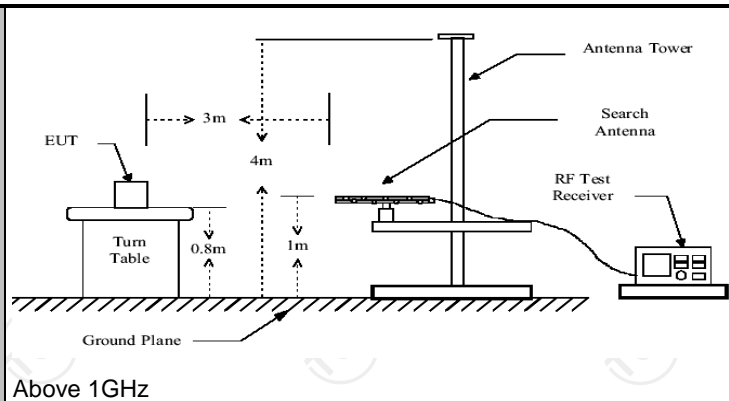 Antenna Tower
3m
Search
Antenna
EUT
4m
RF Test
Receiver
Turn
Table
0.8m
1m
Ground Plane
Above 1GHz